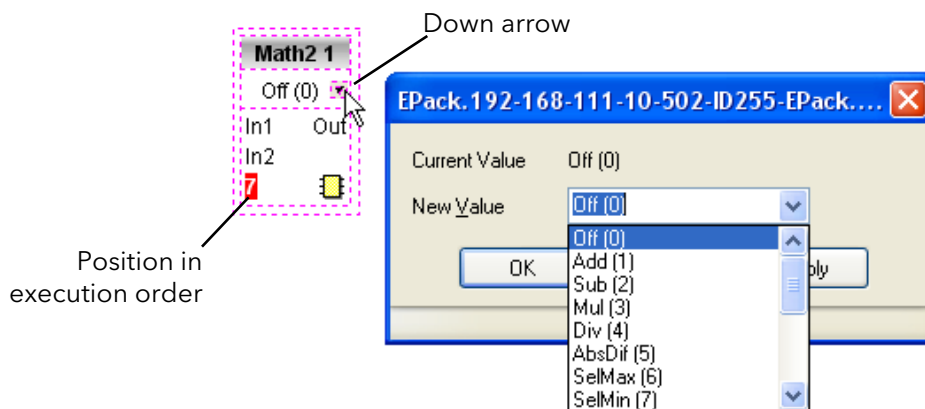 Down arrow
Math2 1
Off (0)
In1 Out
In2
7
Position in
execution order
EPack.192-168-111-10-502-ID255-EPack....
Current Value Off (0)
New Value Off (0)
Off (0)
Add (1)
Sub (2)
Mul (3)
Div (4)
AbsDif (5)
SelMax (6)
SelMin (7)
OK